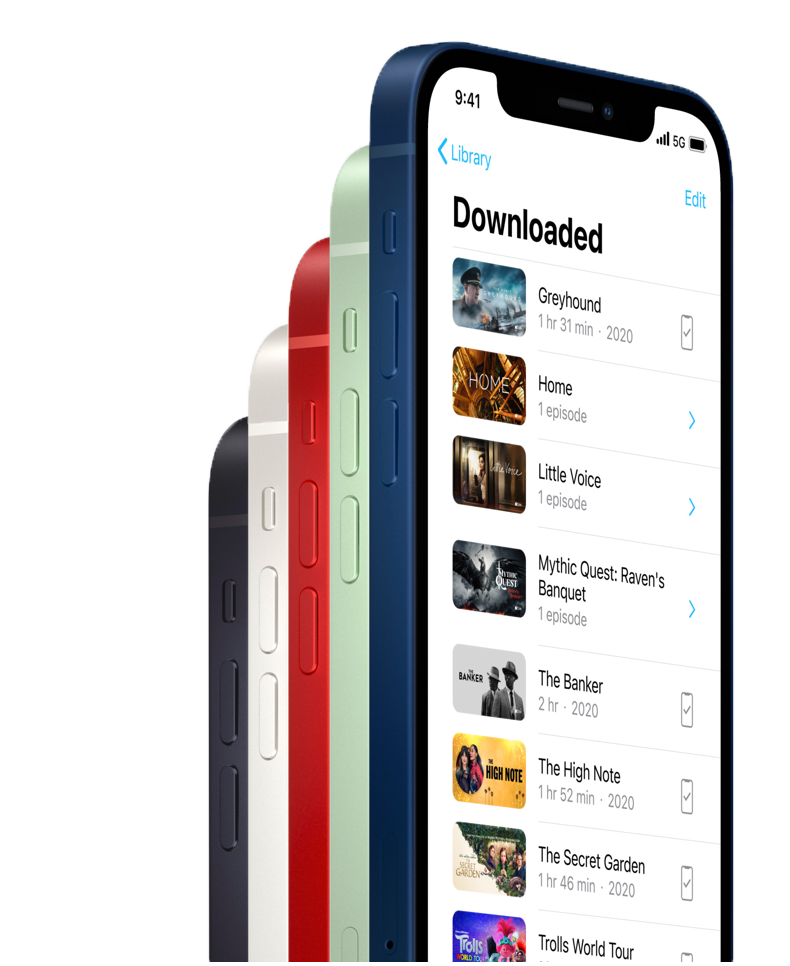 9:41
5G
Library
Edit
Downloaded
GREYHOUND
Greyhound
1 hr 31 min · 2020
HOME
Home
1 episode
Little Voice
Little Voice
1 episode
MYTHIC
QUEST
Mythic Quest: Raven's
Banquet
1 episode
THE
BANKER
The Banker
2 hr · 2020
THE
HIGH NOTE
The High Note
1 hr 52 min · 2020
THE
SECRET
GARDEN
The Secret Garden
1 hr 46 min · 2020
Trolls
WORLD TOUR
Trolls World Tour